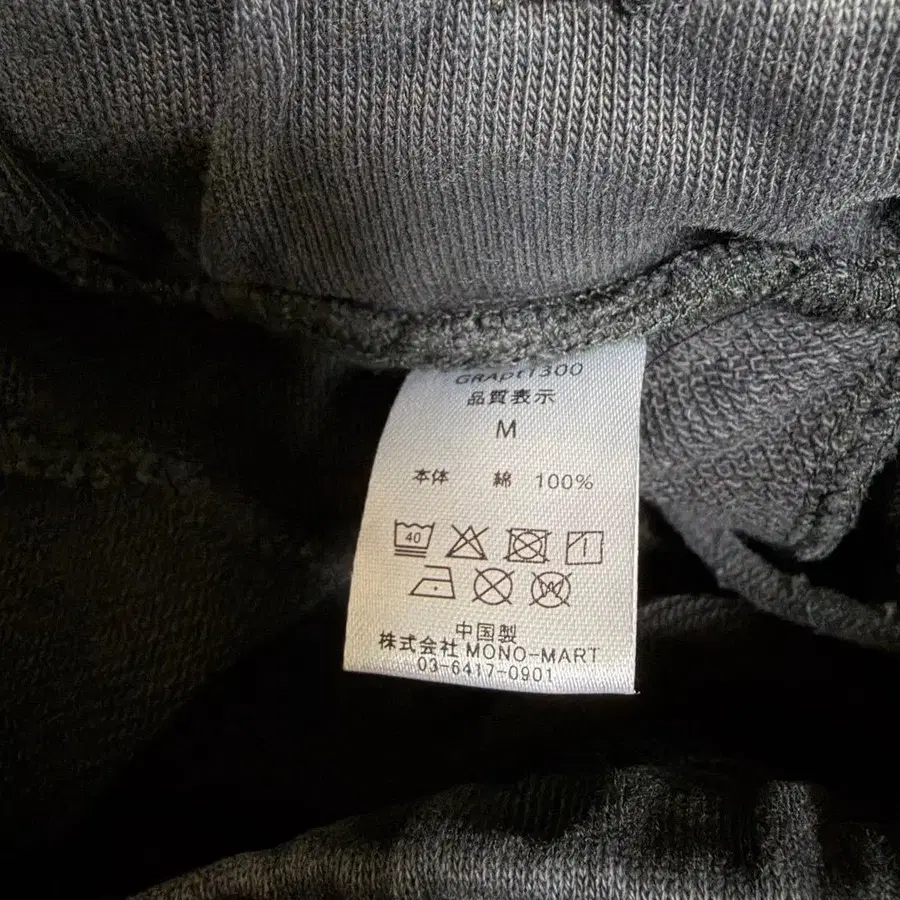 品質表示
M
本体 綿 100%
40
W
中国製
株式会社 MONO-MART
03-6417-0901